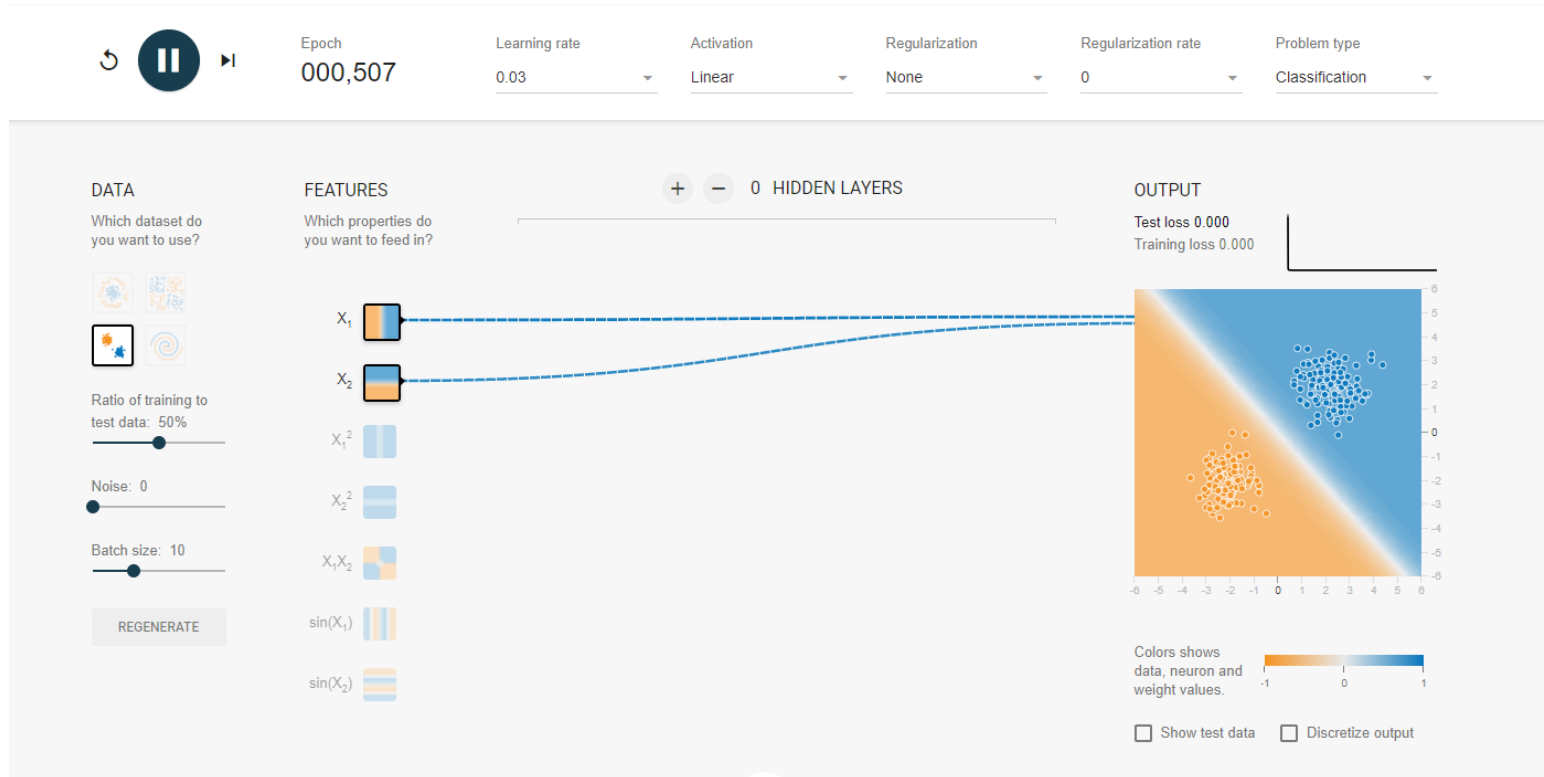 Epoch
000,507
Learning rate
0.03
Activation
Linear
Regularization
None
Regularization rate
0
Problem type
Classification
DATA
Which dataset do
you want to use?
Ratio of training to
test data: 50%
Noise: 0
Batch size: 10
REGENERATE
FEATURES
Which properties do
you want to feed in?
X₁
X₂
X₁²
X₂²
X₁X₂
sin(X₁)
sin(X₂)
+ − 0 HIDDEN LAYERS
OUTPUT
Test loss 0.000
Training loss 0.000
6
5
4
3
2
1
0
-1
-2
-3
-4
-5
-6
-6 -5 -4 -3 -2 -1 0 1 2 3 4 5 6
Colors shows
data, neuron and
weight values.
-1 0 1
Show test data
Discretize output